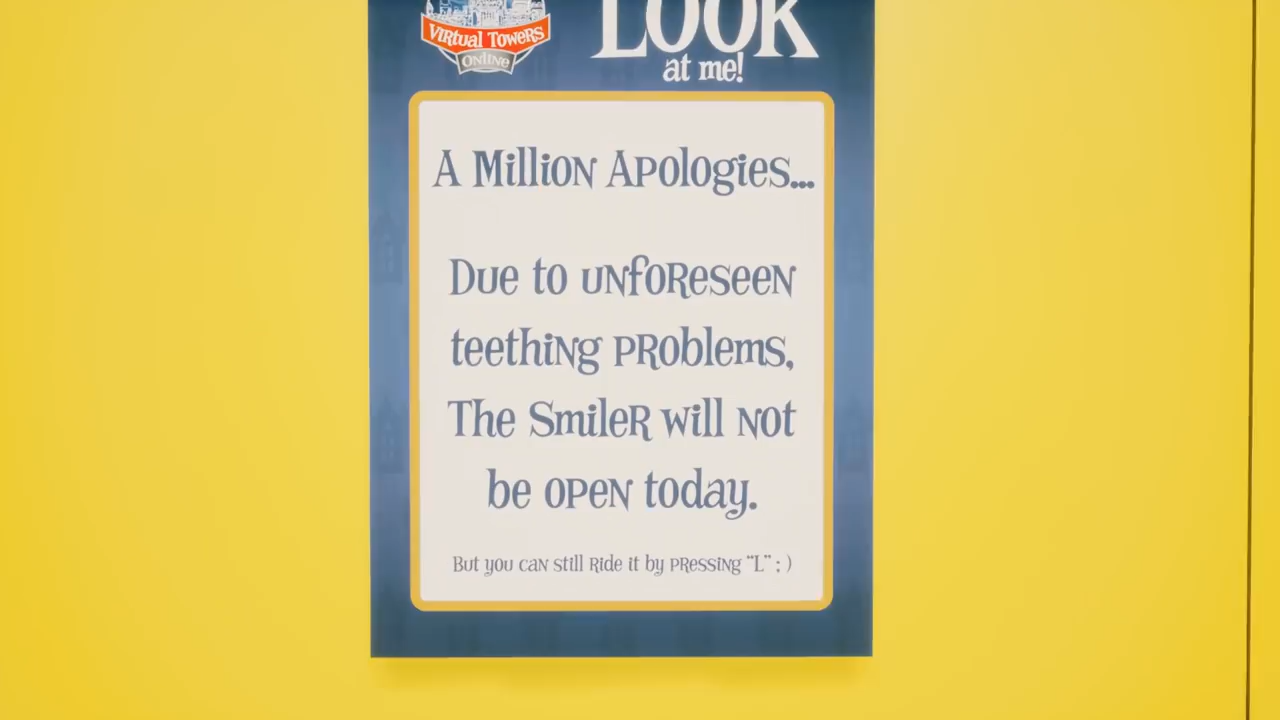 Virtual Towers
Online
LOOK
at me!
A Million Apologies...
Due to unforeseen
teething problems,
The Smiler will not
be open today.
But you can still ride it by pressing "L" ; )